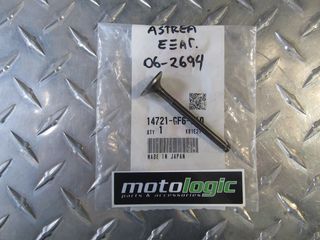 ASTREA
ΕΞΑΓ.
06-2694
14721-GF6-
QTY 1
MADE IN JAPAN
motologic
parts & accessories